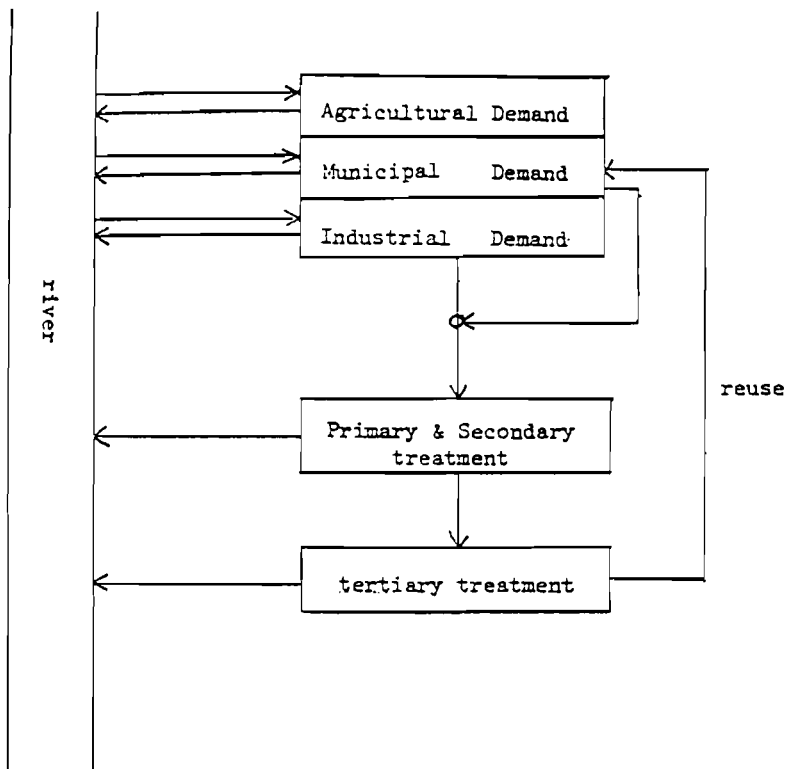 Agricultural Demand
Municipal Demand
Industrial Demand
river
reuse
Primary & Secondary
treatment
tertiary treatment